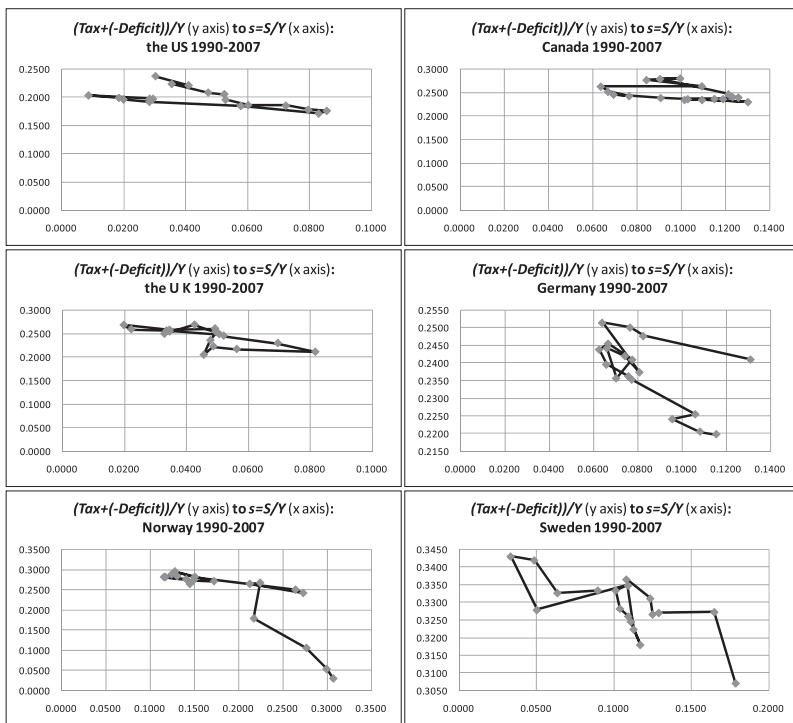 (Tax+(-Deficit))/Y (y axis) to s=S/Y (x axis):
the US 1990-2007
0.2500
0.2000
0.1500
0.1000
0.0500
0.0000
0.0000 0.0200 0.0400 0.0600 0.0800 0.1000
(Tax+(-Deficit))/Y (y axis) to s=S/Y (x axis):
Canada 1990-2007
0.3000
0.2500
0.2000
0.1500
0.1000
0.0500
0.0000
0.0000 0.0200 0.0400 0.0600 0.0800 0.1000 0.1200 0.1400
(Tax+(-Deficit))/Y (y axis) to s=S/Y (x axis):
the U K 1990-2007
0.3000
0.2500
0.2000
0.1500
0.1000
0.0500
0.0000
0.0000 0.0200 0.0400 0.0600 0.0800 0.1000
(Tax+(-Deficit))/Y (y axis) to s=S/Y (x axis):
Germany 1990-2007
0.2550
0.2500
0.2450
0.2400
0.2350
0.2300
0.2250
0.2200
0.2150
0.0000 0.0200 0.0400 0.0600 0.0800 0.1000 0.1200 0.1400
(Tax+(-Deficit))/Y (y axis) to s=S/Y (x axis):
Norway 1990-2007
0.3500
0.3000
0.2500
0.2000
0.1500
0.1000
0.0500
0.0000
0.0000 0.0500 0.1000 0.1500 0.2000 0.2500 0.3000 0.3500
(Tax+(-Deficit))/Y (y axis) to s=S/Y (x axis):
Sweden 1990-2007
0.3450
0.3400
0.3350
0.3300
0.3250
0.3200
0.3150
0.3100
0.3050
0.0000 0.0500 0.1000 0.1500 0.2000